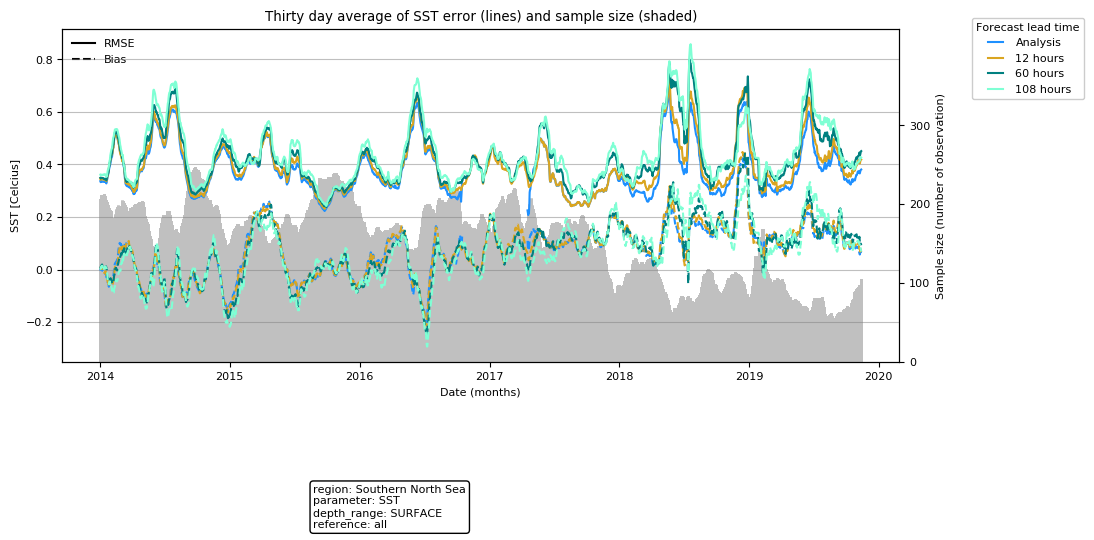 Thirty day average of SST error (lines) and sample size (shaded)
RMSE
Bias
Forecast lead time
Analysis
12 hours
60 hours
108 hours
0.8
0.6
0.4
0.2
0.0
−0.2
SST [Celcius]
300
200
100
0
Sample size (number of observation)
2014
2015
2016
2017
2018
2019
2020
Date (months)
region: Southern North Sea
parameter: SST
depth_range: SURFACE
reference: all